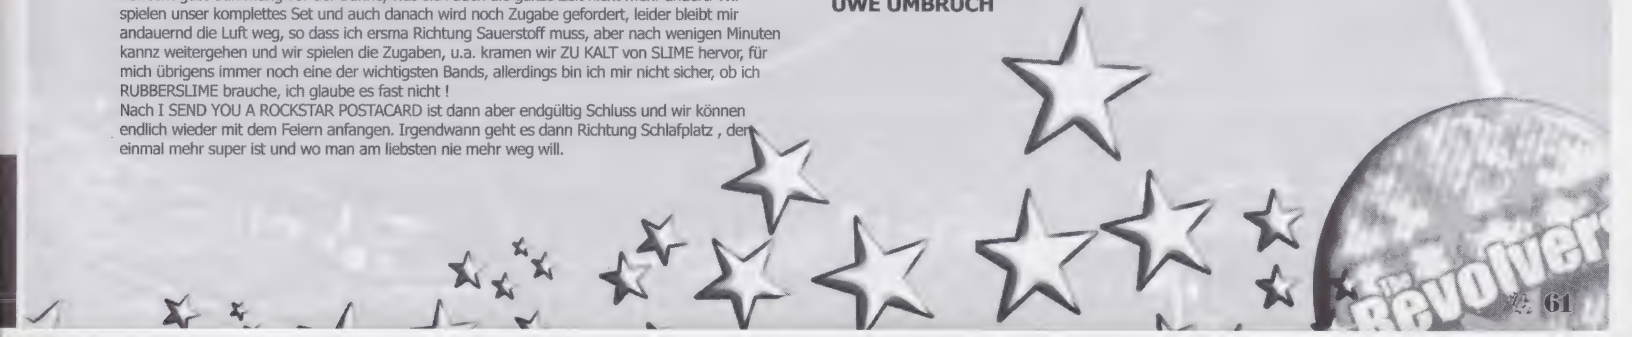 spielen unser komplettes Set und auch danach wird noch Zugabe gefordert, leider bleibt mir
andauernd die Luft weg, so dass ich ersma Richtung Sauerstoff muss, aber nach wenigen Minuten
kannz weitergehen und wir spielen die Zugaben, u.a. kramen wir ZU KALT von SLIME hervor, für
mich übrigens immer noch eine der wichtigsten Bands, allerdings bin ich mir nicht sicher, ob ich
RUBBERSLIME brauche, ich glaube es fast nicht !
Nach I SEND YOU A ROCKSTAR POSTACARD ist dann aber endgültig Schluss und wir können
endlich wieder mit dem Feiern anfangen. Irgendwann geht es dann Richtung Schlafplatz , der
einmal mehr super ist und wo man am liebsten nie mehr weg will.
UWE UMBRUCH
The
Revolvers
61